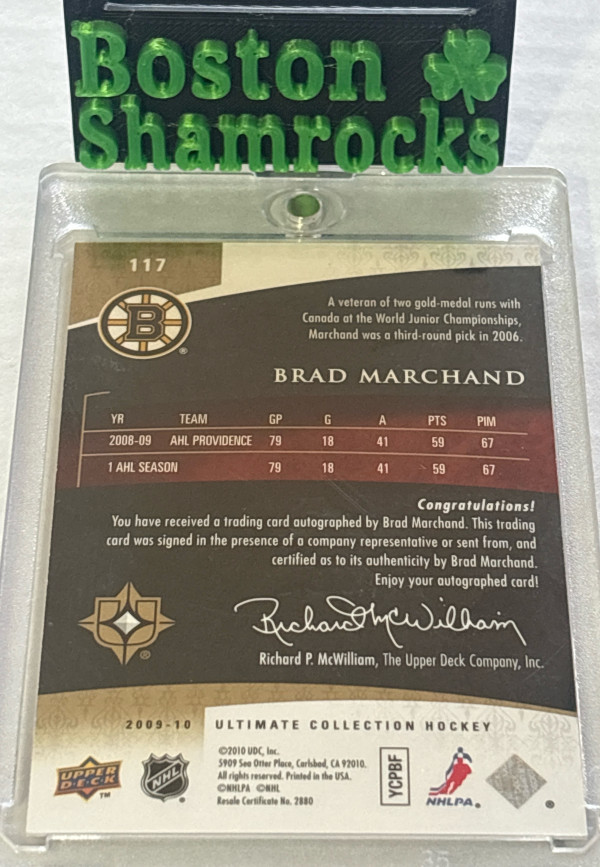 Boston
Shamrocks
117
B
®
A veteran of two gold-medal runs with
Canada at the World Junior Championships,
Marchand was a third-round pick in 2006.
BRAD MARCHAND
YR TEAM GP G A PTS PIM
2008-09 AHL PROVIDENCE 79 18 41 59 67
1 AHL SEASON 79 18 41 59 67
Congratulations!
You have received a trading card autographed by Brad Marchand. This trading
card was signed in the presence of a company representative or sent from, and
certified as to its authenticity by Brad Marchand.
Enjoy your autographed card!
Richard P. McWilliam
®
Richard P. McWilliam, The Upper Deck Company, Inc.
2009-10 ULTIMATE COLLECTION HOCKEY
UPPER
D·E·C·K
TM
NHL
©2010 UDC, Inc.
5909 Sea Otter Place, Carlsbad, CA 92010.
All rights reserved. Printed in the USA.
©NHLPA ©NHL
Resale Certificate No. 2880
YCPBF
NHLPA®
®